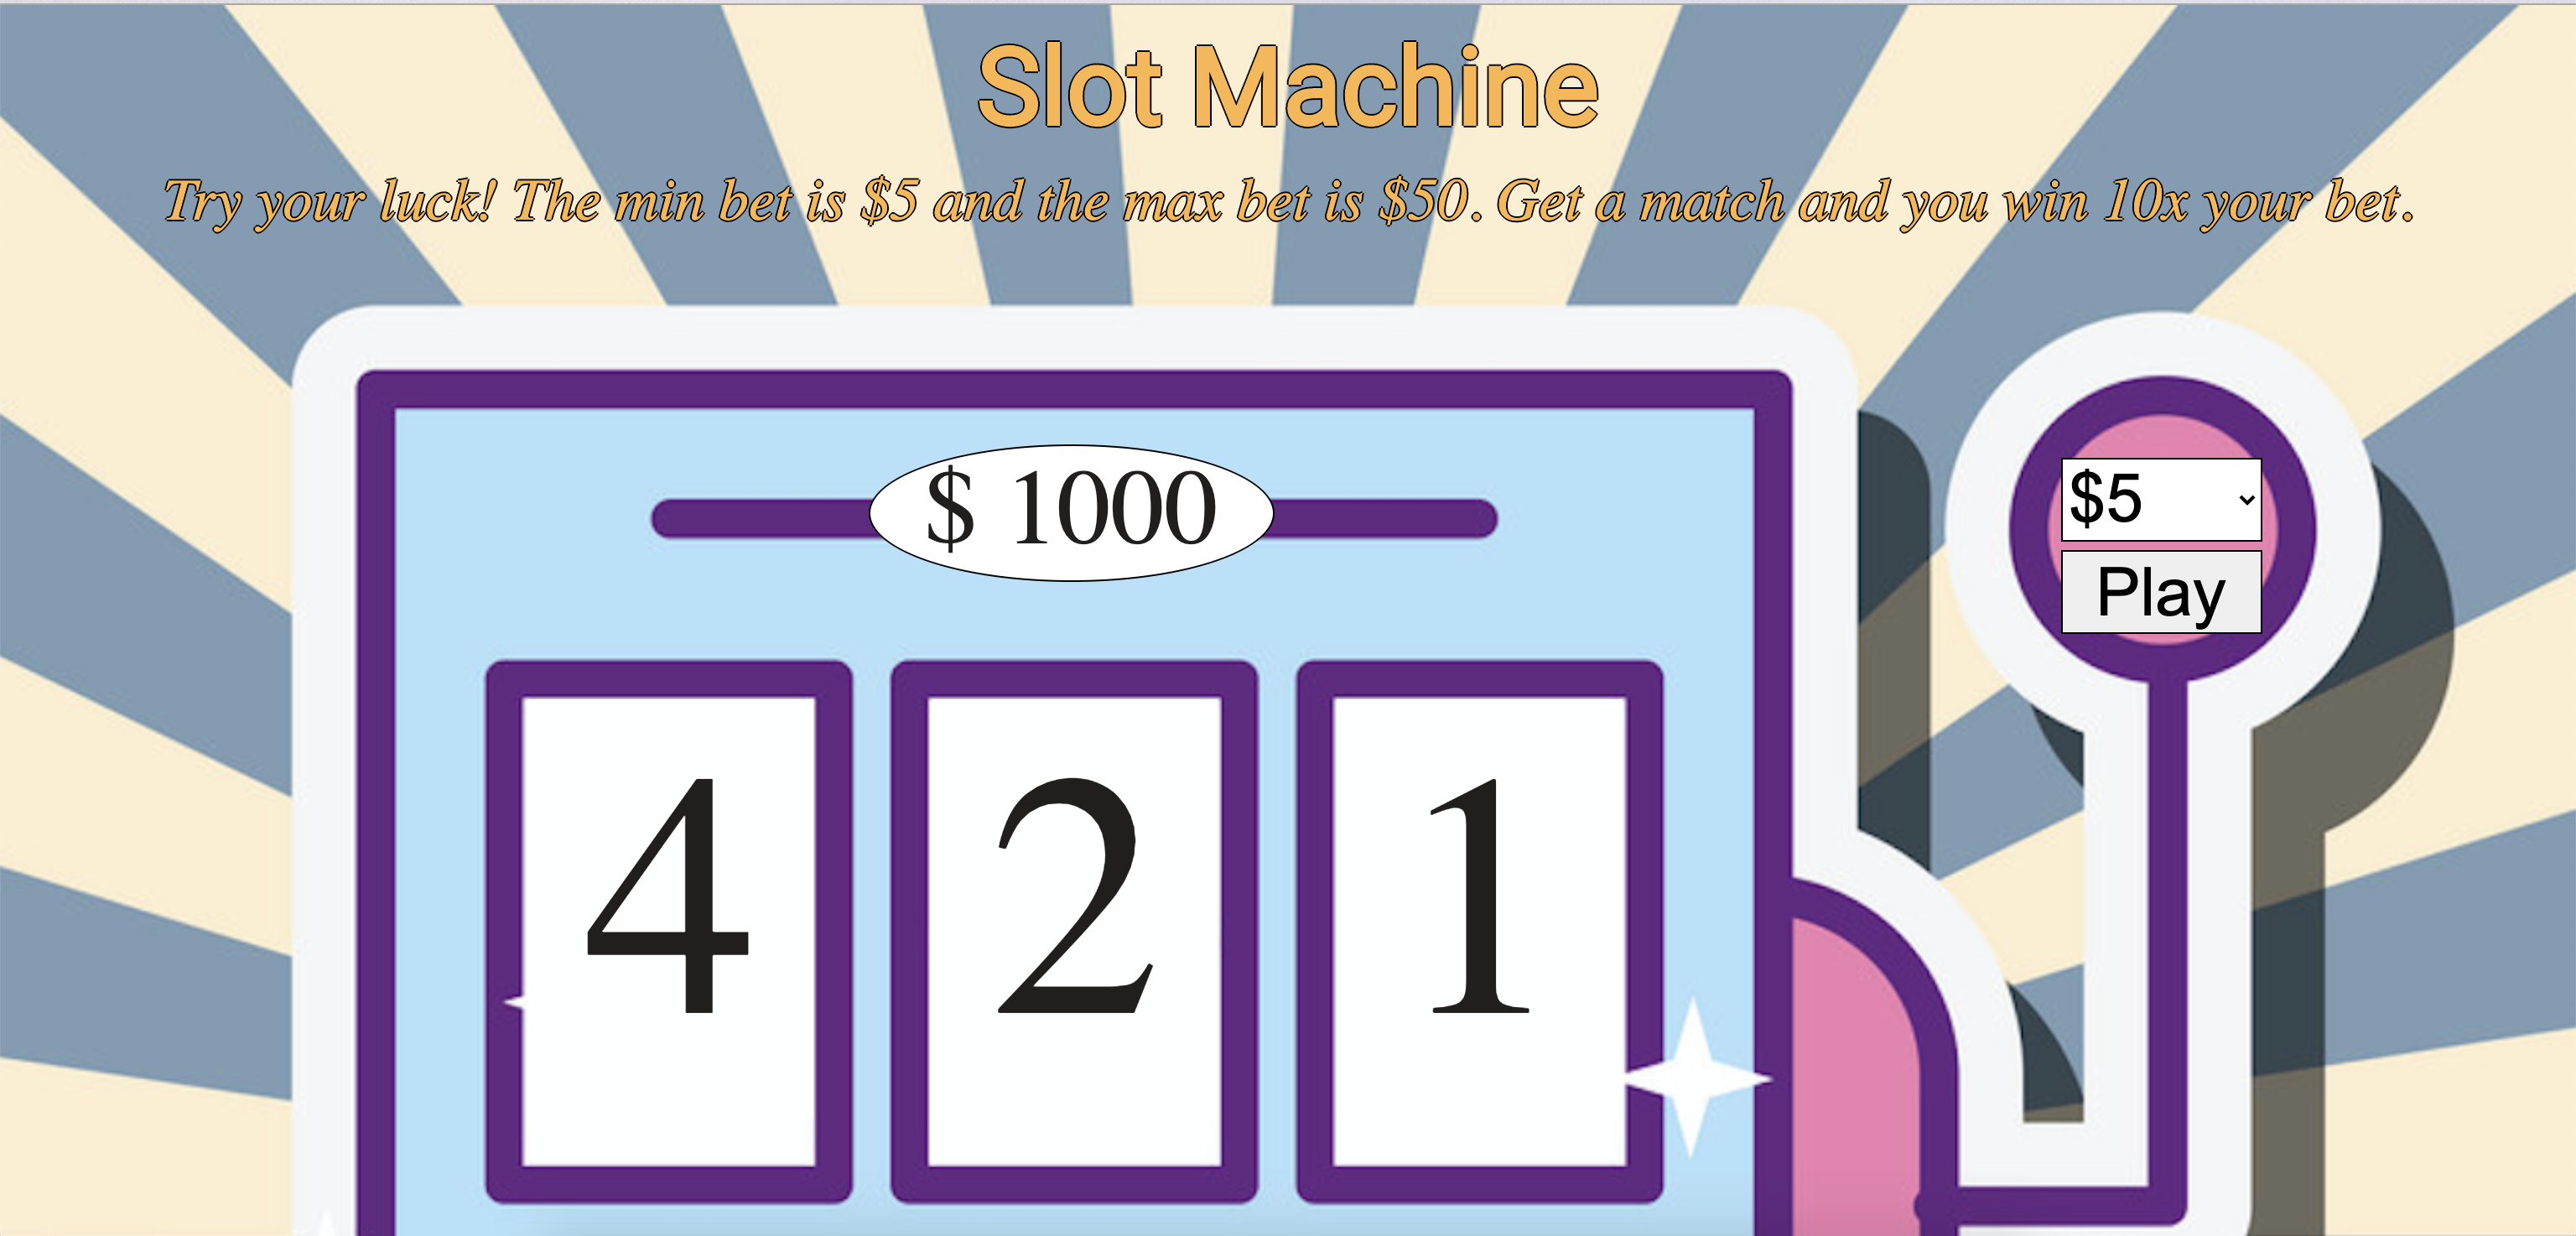 Slot Machine
Try your luck! The min bet is $5 and the max bet is $50. Get a match and you win 10x your bet.
$ 1000
$5
Play
4 2 1